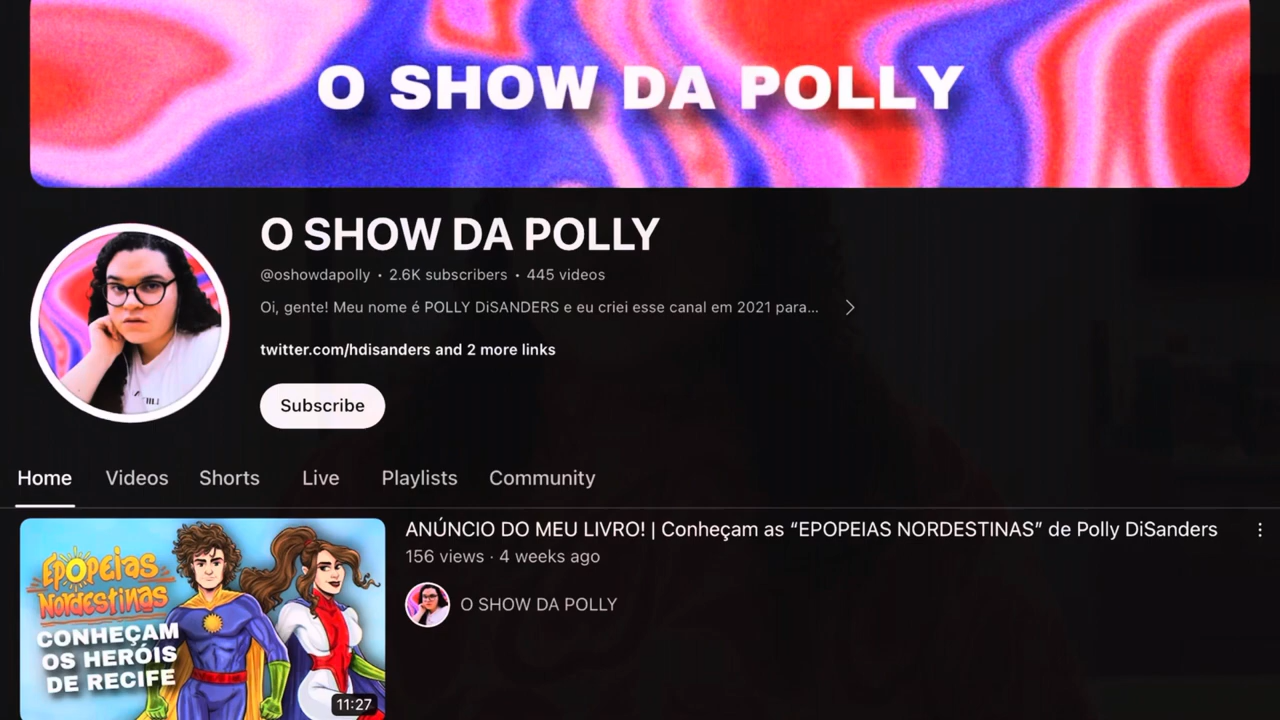 O SHOW DA POLLY
O SHOW DA POLLY
@oshowdapolly • 2.6K subscribers • 445 videos
Oi, gente! Meu nome é POLLY DiSANDERS e eu criei esse canal em 2021 para...
twitter.com/hdisanders and 2 more links
Subscribe
Home Videos Shorts Live Playlists Community
ANÚNCIO DO MEU LIVRO! | Conheçam as “EPOPEIAS NORDESTINAS” de Polly DiSanders
156 views · 4 weeks ago
O SHOW DA POLLY
EPOPEIAS
NORDESTINAS
CONHEÇAM
OS HERÓIS
DE RECIFE
11:27